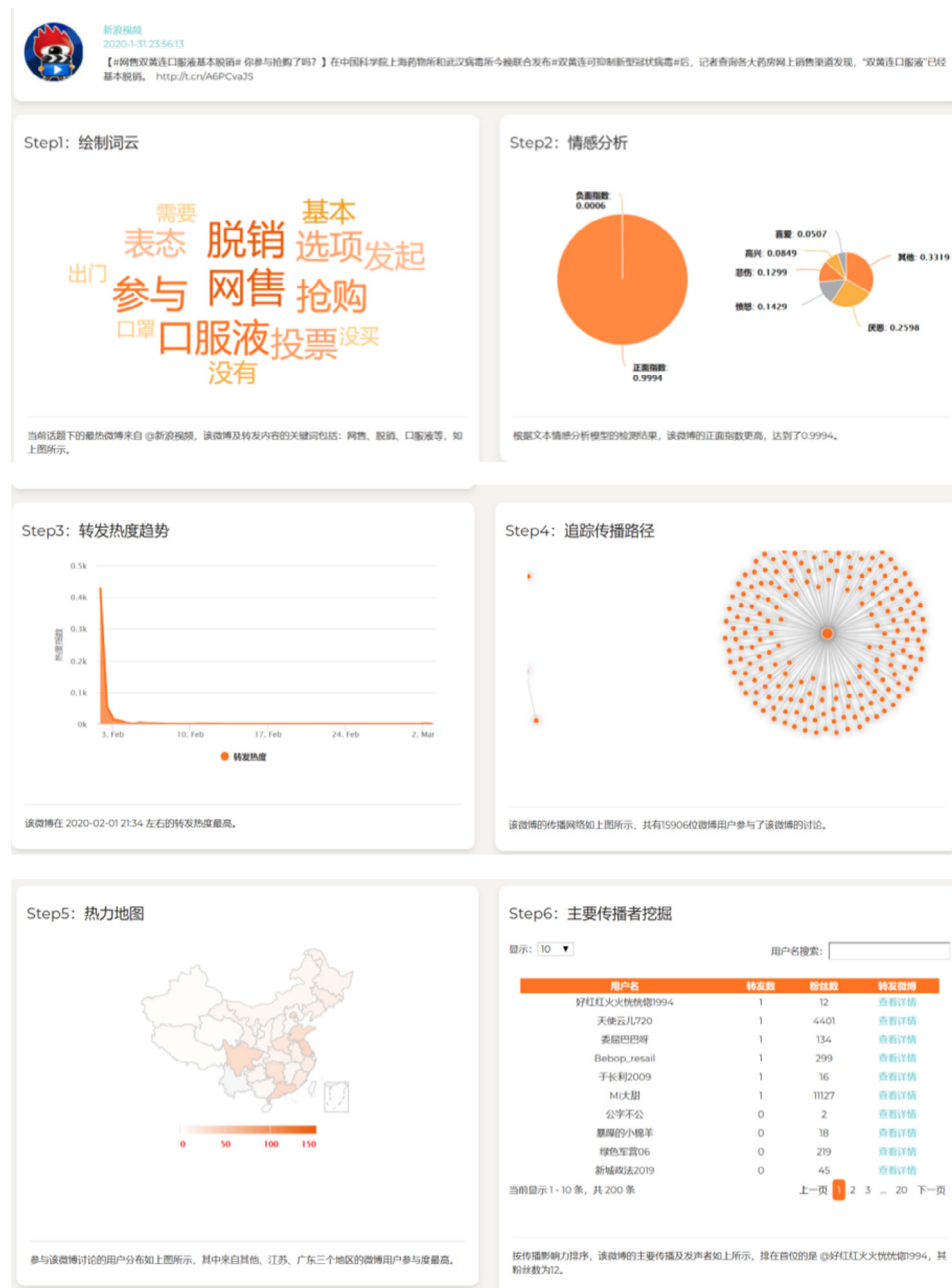 新浪视频
2020-1-31 23:56:13
【#网售双黄连口服液基本脱销# 你参与抢购了吗？】在中国科学院上海药物所和武汉病毒所今晚联合发布#双黄连可抑制新型冠状病毒#后，记者查询各大药房网上销售渠道发现，"双黄连口服液"已经
基本脱销。 http://t.cn/A6PCvaJS
Step1：绘制词云
需要
基本
表态
脱销
选项
发起
出门
参与
网售
抢购
口罩
口服液
投票
没买
没有
当前话题下的最热微博来自 @新浪视频，该微博及转发内容的关键词包括：网售、脱销、口服液等，如
上图所示。
Step2：情感分析
负面指数:
0.0006
正面指数:
0.9994
喜爱: 0.0507
高兴: 0.0849
悲伤: 0.1299
愤怒: 0.1429
其他: 0.3319
厌恶: 0.2598
根据文本情感分析模型的检测结果，该微博的正面指数更高，达到了0.9994。
Step3：转发热度趋势
0.5k
0.4k
0.3k
0.2k
0.1k
0k
热度指数
3. Feb
10. Feb
17. Feb
24. Feb
2. Mar
转发热度
该微博在 2020-02-01 21:34 左右的转发热度最高。
Step4：追踪传播路径
该微博的传播网络如上图所示，共有15906位微博用户参与了该微博的讨论。
Step5：热力地图
0 50 100 150
参与该微博讨论的用户分布如上图所示，其中来自其他、江苏、广东三个地区的微博用户参与度最高。
Step6：主要传播者挖掘
显示： 10 用户名搜索：
用户名 转发数 粉丝数 转发微博
好红红火火恍恍惚1994 1 12 查看详情
天使云儿720 1 4401 查看详情
委屈巴巴呀 1 134 查看详情
Bebop_resail 1 299 查看详情
于长利2009 1 16 查看详情
Mi大甜 1 11127 查看详情
公字不公 0 2 查看详情
暴躁的小棉羊 0 18 查看详情
绿色军营06 0 219 查看详情
新城政法2019 0 45 查看详情
当前显示 1 - 10 条，共 200 条 上一页 1 2 3 ... 20 下一页
按传播影响力排序，该微博的主要传播及发声者如上所示，排在首位的是 @好红红火火恍恍惚1994，其
粉丝数为12。